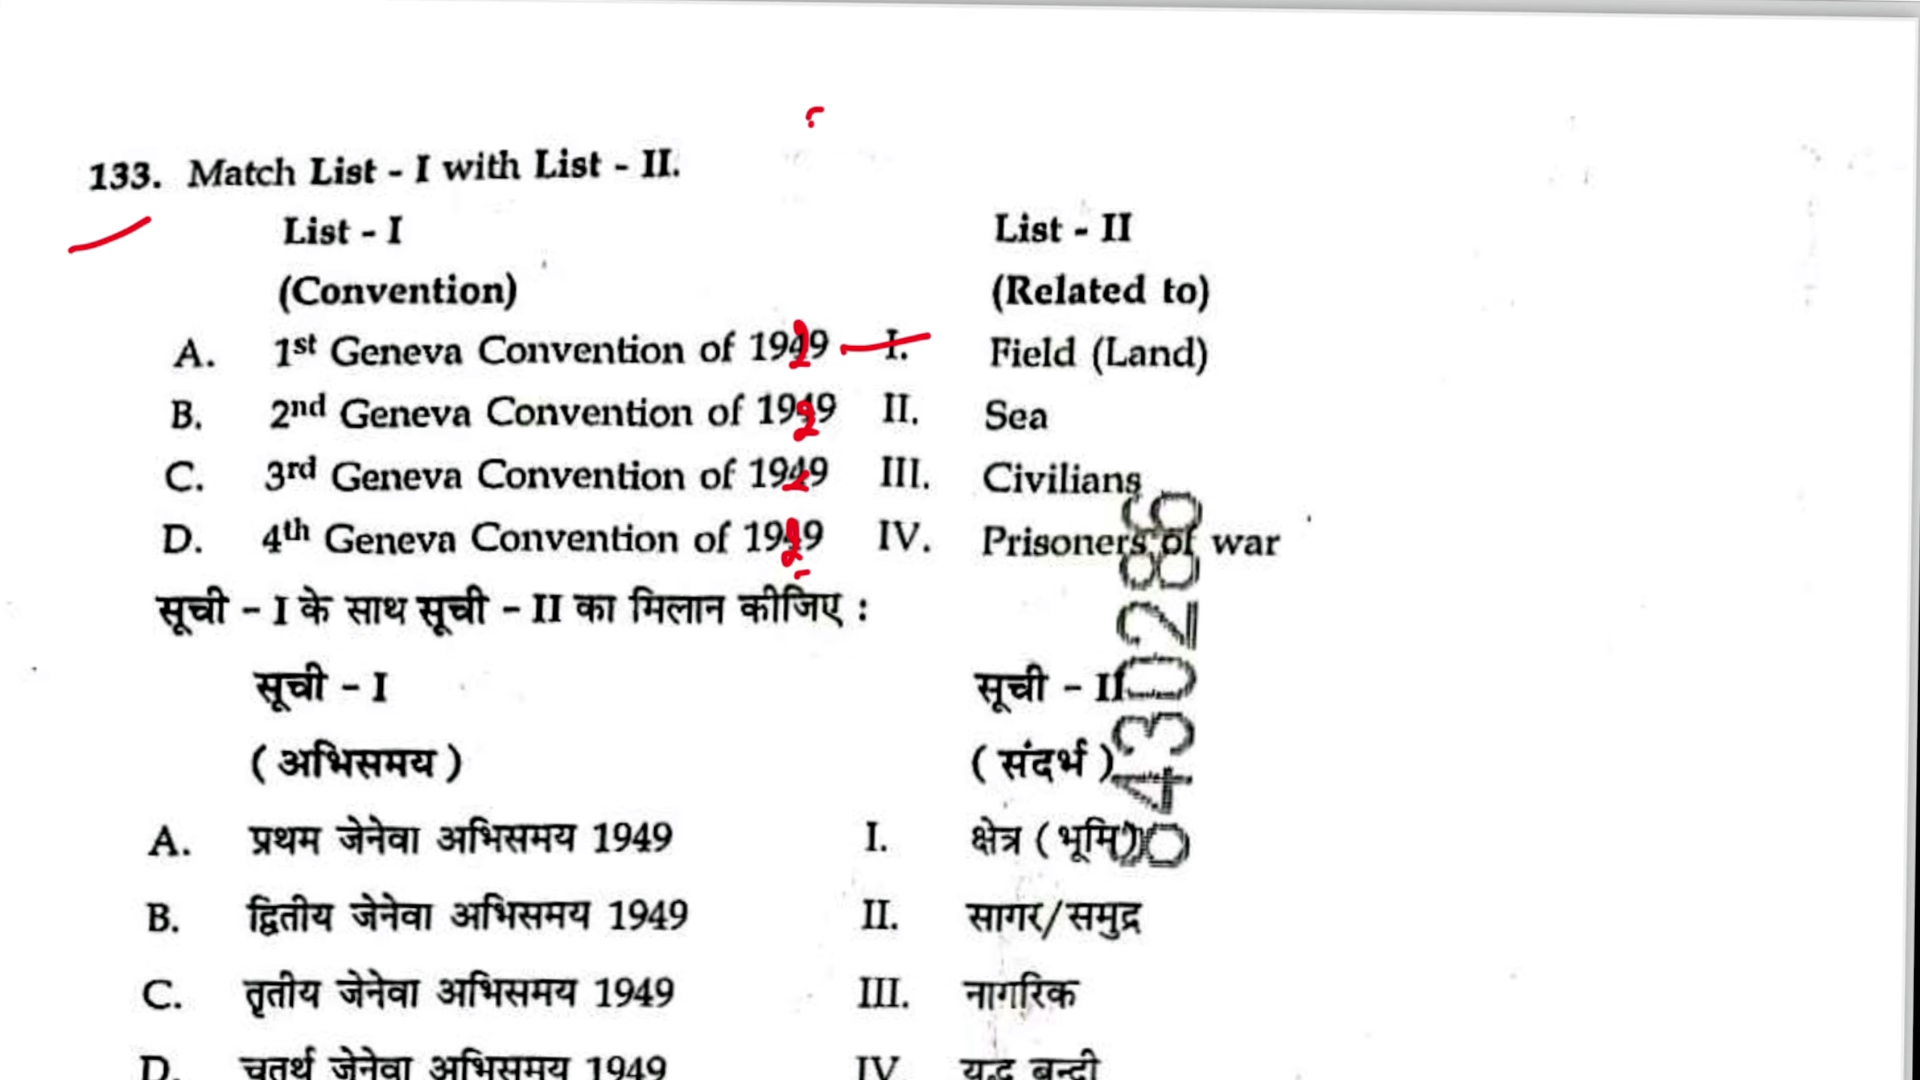 133. Match List - I with List - II.
List - I List - II
(Convention) (Related to)
A. 1st Geneva Convention of 1949 I. Field (Land)
B. 2nd Geneva Convention of 1949 II. Sea
C. 3rd Geneva Convention of 1949 III. Civilians
D. 4th Geneva Convention of 1949 IV. Prisoners of war
सूची - I के साथ सूची - II का मिलान कीजिए :
सूची - I सूची - II
( अभिसमय ) ( संदर्भ )
A. प्रथम जेनेवा अभिसमय 1949 I. क्षेत्र ( भूमि )
B. द्वितीय जेनेवा अभिसमय 1949 II. सागर/समुद्र
C. तृतीय जेनेवा अभिसमय 1949 III. नागरिक
D. चतुर्थ जेनेवा अभिसमय 1949 IV. युद्ध बन्दी